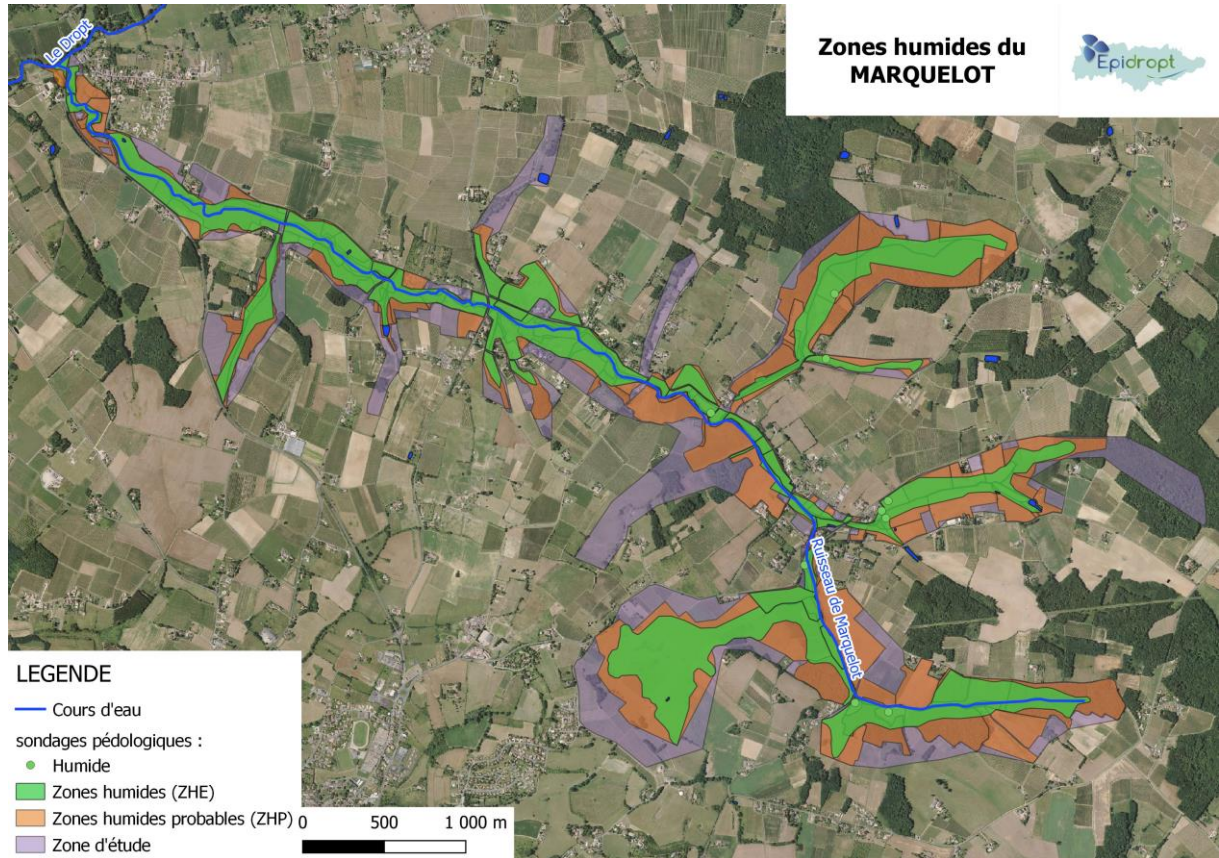 Zones humides du
MARQUELOT
Epidropt
Le Dropt
Ruisseau de Marquelot
LEGENDE
Cours d'eau
sondages pédologiques :
Humide
Zones humides (ZHE)
Zones humides probables (ZHP)
Zone d'étude
0 500 1 000 m